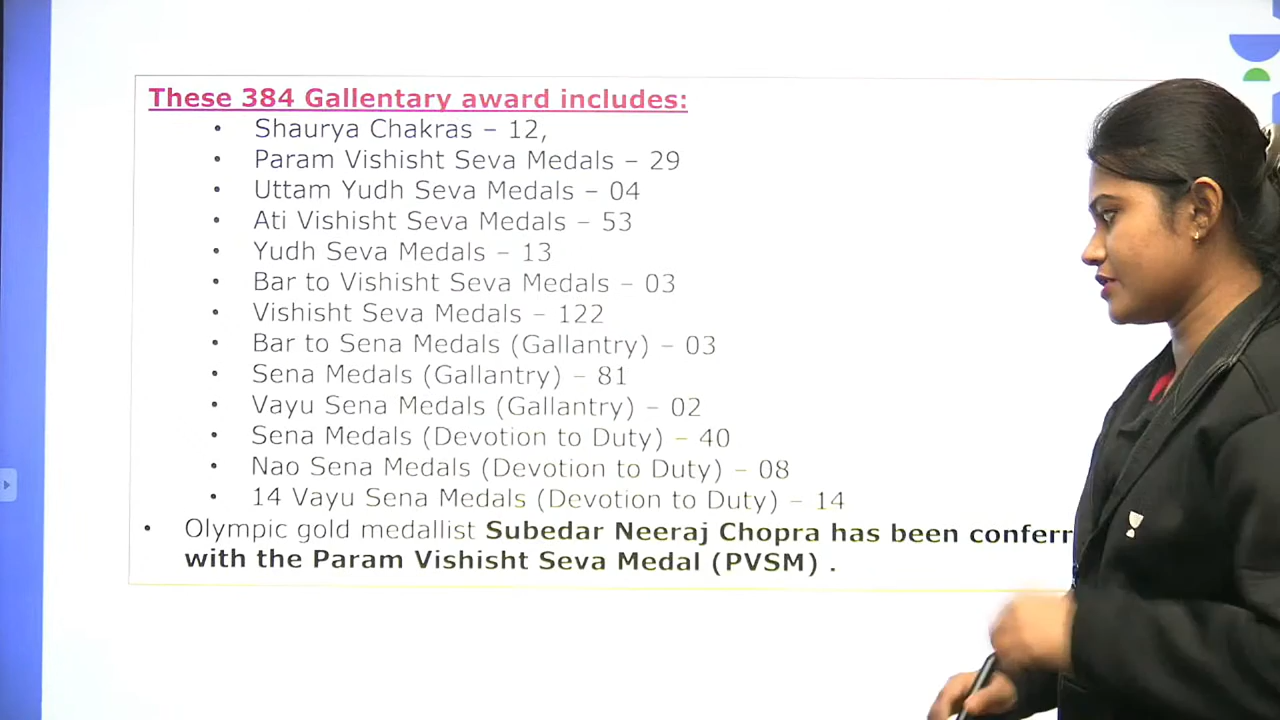 These 384 Gallentary award includes:
• Shaurya Chakras – 12,
• Param Vishisht Seva Medals – 29
• Uttam Yudh Seva Medals – 04
• Ati Vishisht Seva Medals – 53
• Yudh Seva Medals – 13
• Bar to Vishisht Seva Medals – 03
• Vishisht Seva Medals – 122
• Bar to Sena Medals (Gallantry) – 03
• Sena Medals (Gallantry) – 81
• Vayu Sena Medals (Gallantry) – 02
• Sena Medals (Devotion to Duty) – 40
• Nao Sena Medals (Devotion to Duty) – 08
• 14 Vayu Sena Medals (Devotion to Duty) – 14
• Olympic gold medallist Subedar Neeraj Chopra has been
with the Param Vishisht Seva Medal (PVSM) .